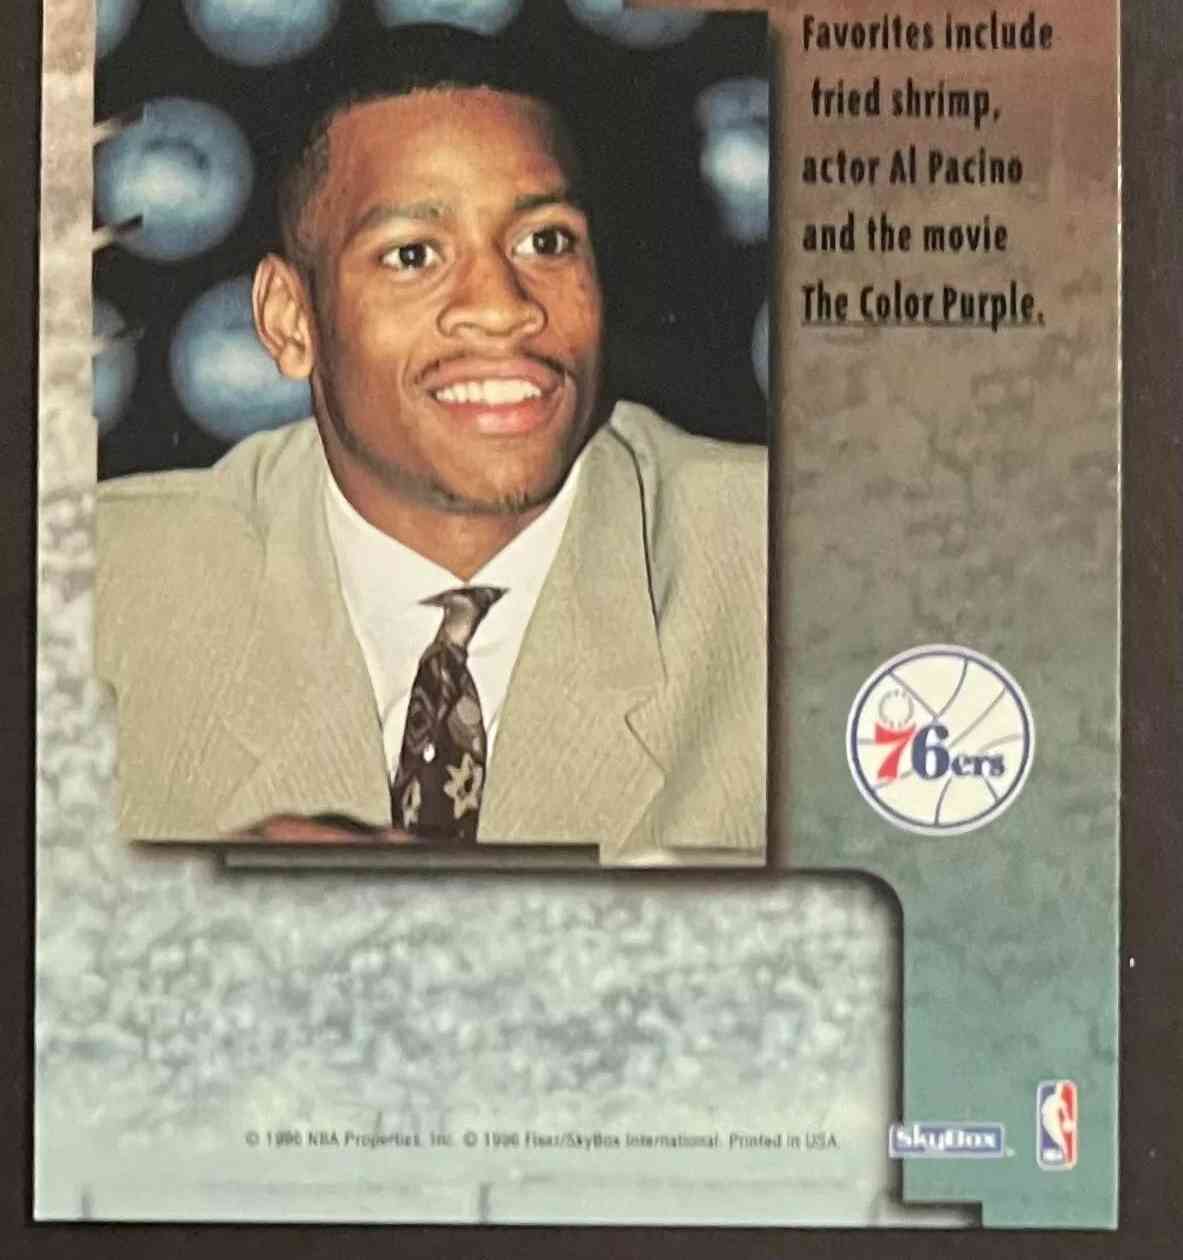 Favorites include
fried shrimp,
actor Al Pacino
and the movie
The Color Purple.
76ers
© 1996 NBA Properties, Inc. © 1996 Fleer/SkyBox International. Printed in USA.
SkyBox